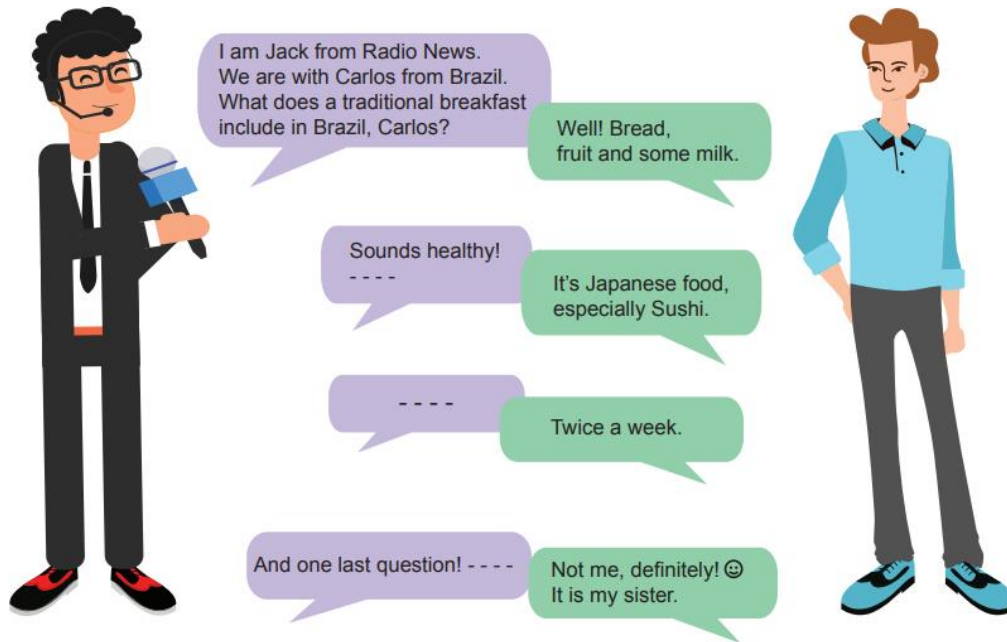 I am Jack from Radio News.
We are with Carlos from Brazil.
What does a traditional breakfast
include in Brazil, Carlos?
Well! Bread,
fruit and some milk.
Sounds healthy!
- - - -
It’s Japanese food,
especially Sushi.
- - - -
Twice a week.
And one last question! - - - -
Not me, definitely! ☺
It is my sister.